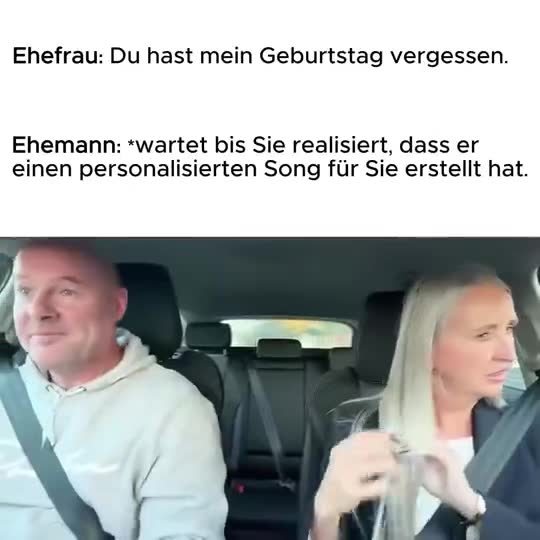 Ehefrau: Du hast mein Geburtstag vergessen.
Ehemann: *wartet bis Sie realisiert, dass er
einen personalisierten Song für Sie erstellt hat.